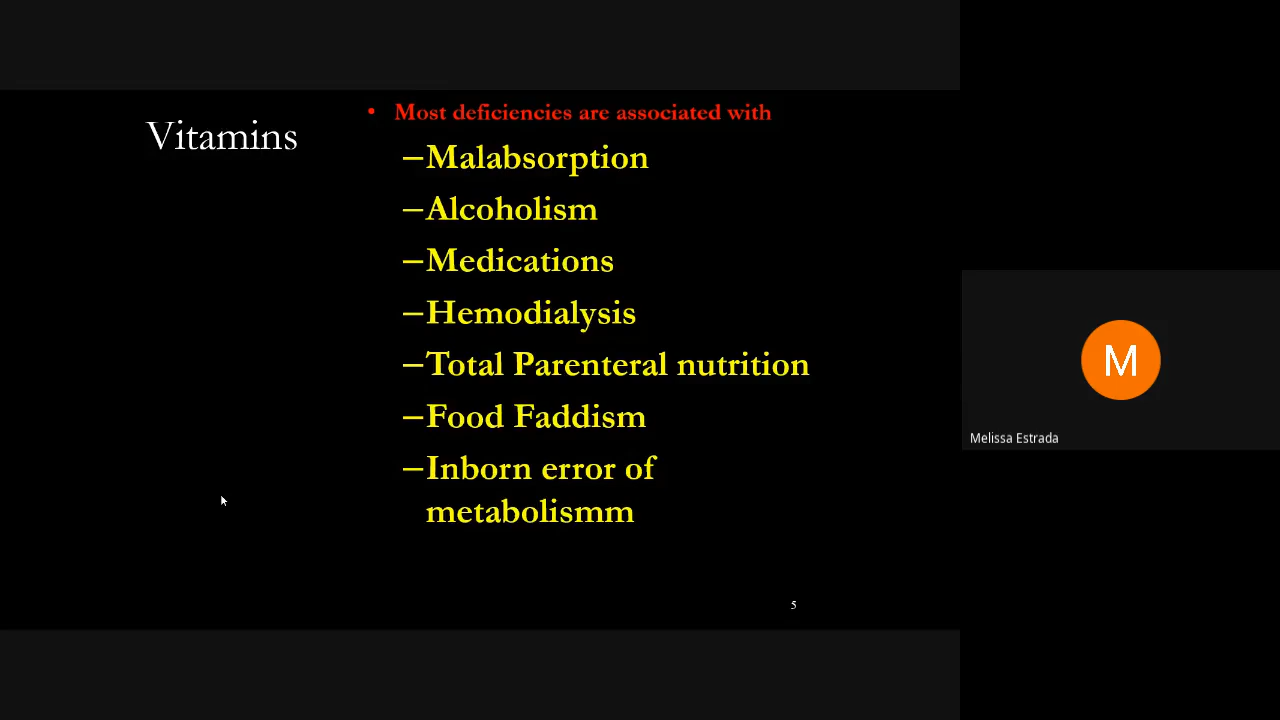 Vitamins
• Most deficiencies are associated with
–Malabsorption
–Alcoholism
–Medications
–Hemodialysis
–Total Parenteral nutrition
–Food Faddism
–Inborn error of
metabolismm
5
M
Melissa Estrada